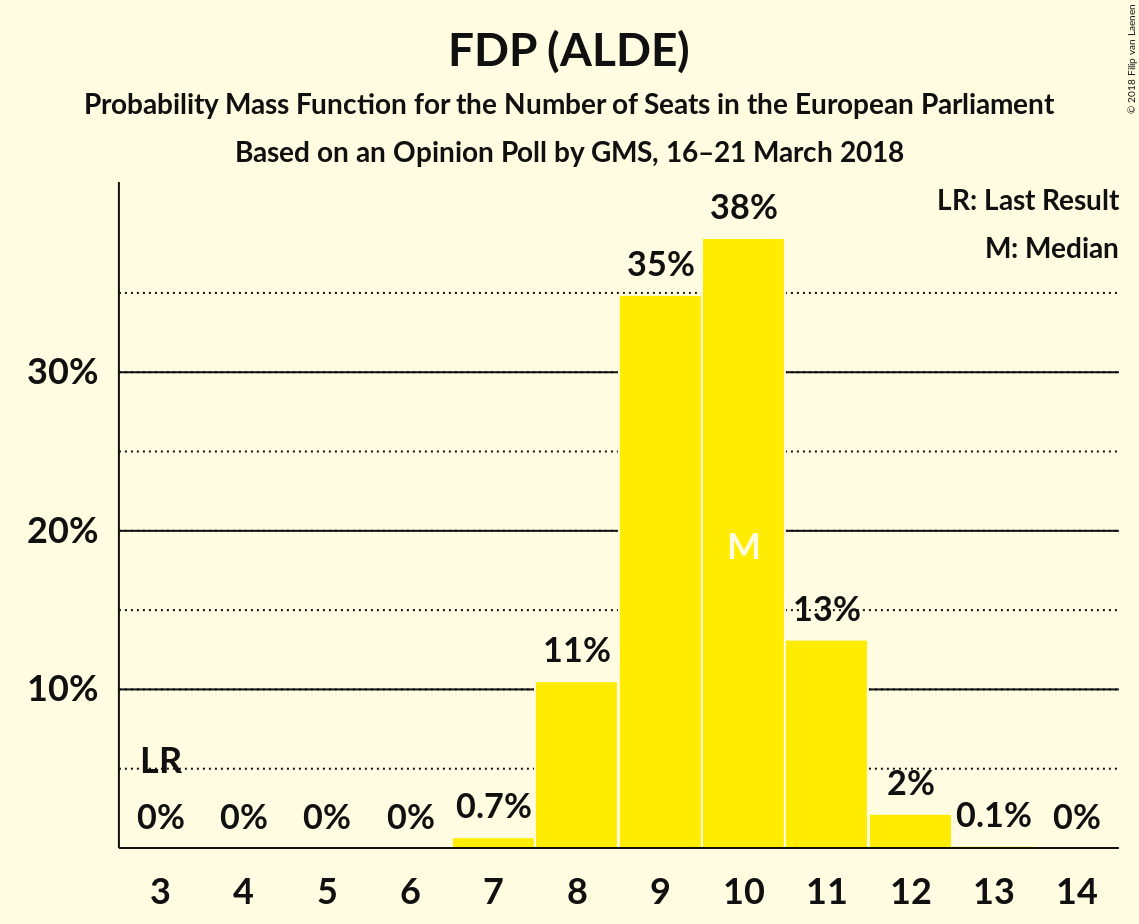 FDP (ALDE)
Probability Mass Function for the Number of Seats in the European Parliament
Based on an Opinion Poll by GMS, 16–21 March 2018
© 2018 Filip van Laenen
LR: Last Result
M: Median
38%
35%
30%
20%
M
13%
11%
10%
LR
0% 0% 0% 0% 0.7% 2% 0.1% 0%
3 4 5 6 7 8 9 10 11 12 13 14